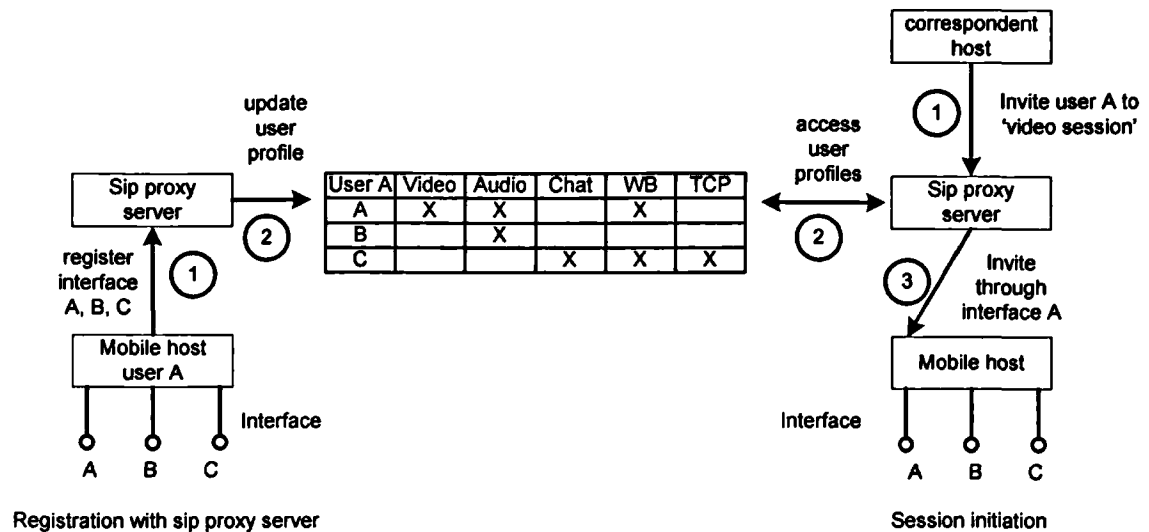 update
user
profile
Sip proxy
server
2
register
interface
A, B, C
1
Mobile host
user A
Interface
A B C
Registration with sip proxy server
User A Video Audio Chat WB TCP
A X X X
B X
C X X X
correspondent
host
1
Invite user A to
'video session'
access
user
profiles
2
Sip proxy
server
3
Invite
through
interface A
Mobile host
Interface
A B C
Session initiation